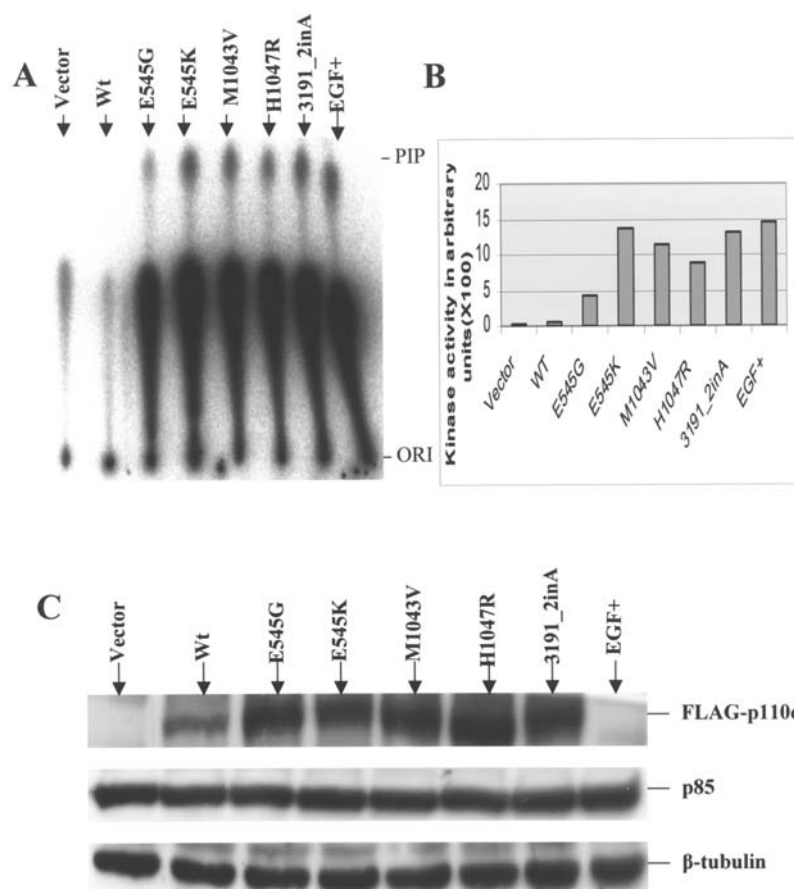 A
Vector
Wt
E545G
E545K
M1043V
H1047R
3191_2inA
EGF+
PIP
ORI
B
Kinase activity in arbitrary
units(X100)
20
15
10
5
0
Vector
WT
E545G
E545K
M1043V
H1047R
3191_2inA
EGF+
C
Vector
Wt
E545G
E545K
M1043V
H1047R
3191_2inA
EGF+
FLAG-p110
p85
β-tubulin